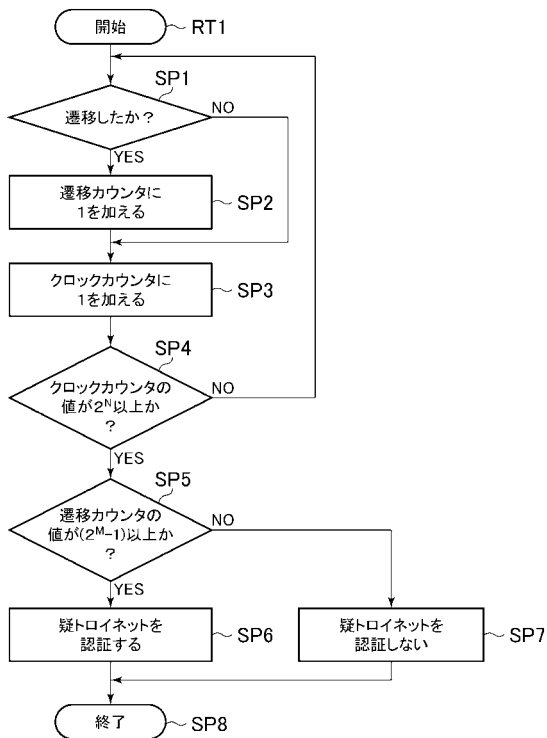 開始
RT1
SP1
遷移したか？
NO
YES
遷移カウンタに
1を加える
SP2
クロックカウンタに
1を加える
SP3
SP4
クロックカウンタの
値が2^N以上か
？
NO
YES
SP5
遷移カウンタの
値が(2^M-1)以上か
？
NO
YES
疑トロイネットを
認証する
SP6
疑トロイネットを
認証しない
SP7
終了
SP8